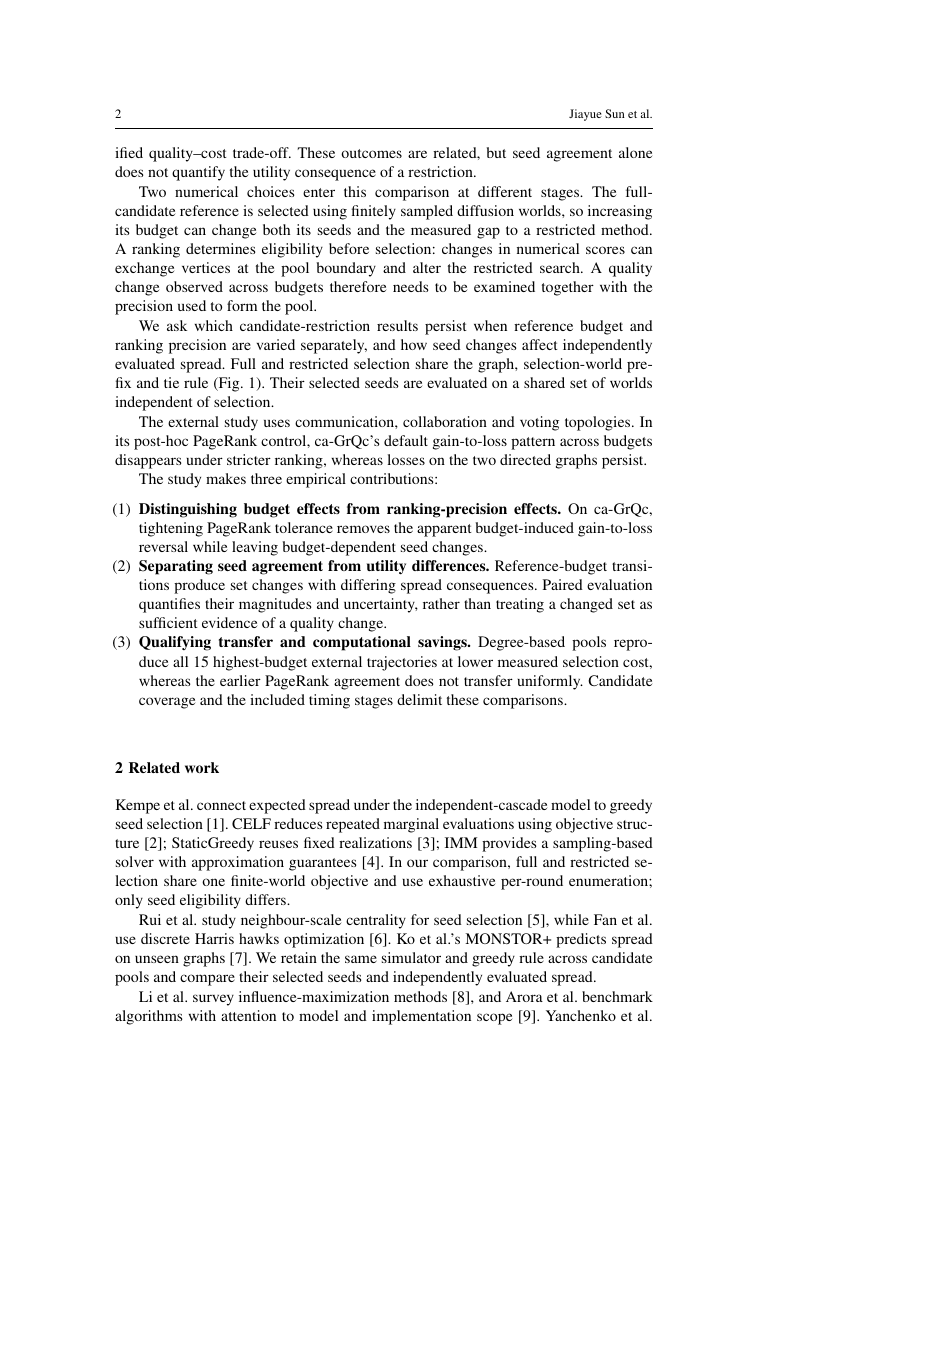 2 Jiayue Sun et al.
ified quality–cost trade-off. These outcomes are related, but seed agreement alone
does not quantify the utility consequence of a restriction.
Two numerical choices enter this comparison at different stages. The full-
candidate reference is selected using finitely sampled diffusion worlds, so increasing
its budget can change both its seeds and the measured gap to a restricted method.
A ranking determines eligibility before selection: changes in numerical scores can
exchange vertices at the pool boundary and alter the restricted search. A quality
change observed across budgets therefore needs to be examined together with the
precision used to form the pool.
We ask which candidate-restriction results persist when reference budget and
ranking precision are varied separately, and how seed changes affect independently
evaluated spread. Full and restricted selection share the graph, selection-world pre-
fix and tie rule (Fig. 1). Their selected seeds are evaluated on a shared set of worlds
independent of selection.
The external study uses communication, collaboration and voting topologies. In
its post-hoc PageRank control, ca-GrQc’s default gain-to-loss pattern across budgets
disappears under stricter ranking, whereas losses on the two directed graphs persist.
The study makes three empirical contributions:
(1) Distinguishing budget effects from ranking-precision effects. On ca-GrQc,
tightening PageRank tolerance removes the apparent budget-induced gain-to-loss
reversal while leaving budget-dependent seed changes.
(2) Separating seed agreement from utility differences. Reference-budget transi-
tions produce set changes with differing spread consequences. Paired evaluation
quantifies their magnitudes and uncertainty, rather than treating a changed set as
sufficient evidence of a quality change.
(3) Qualifying transfer and computational savings. Degree-based pools repro-
duce all 15 highest-budget external trajectories at lower measured selection cost,
whereas the earlier PageRank agreement does not transfer uniformly. Candidate
coverage and the included timing stages delimit these comparisons.
2 Related work
Kempe et al. connect expected spread under the independent-cascade model to greedy
seed selection [1]. CELF reduces repeated marginal evaluations using objective struc-
ture [2]; StaticGreedy reuses fixed realizations [3]; IMM provides a sampling-based
solver with approximation guarantees [4]. In our comparison, full and restricted se-
lection share one finite-world objective and use exhaustive per-round enumeration;
only seed eligibility differs.
Rui et al. study neighbour-scale centrality for seed selection [5], while Fan et al.
use discrete Harris hawks optimization [6]. Ko et al.’s MONSTOR+ predicts spread
on unseen graphs [7]. We retain the same simulator and greedy rule across candidate
pools and compare their selected seeds and independently evaluated spread.
Li et al. survey influence-maximization methods [8], and Arora et al. benchmark
algorithms with attention to model and implementation scope [9]. Yanchenko et al.